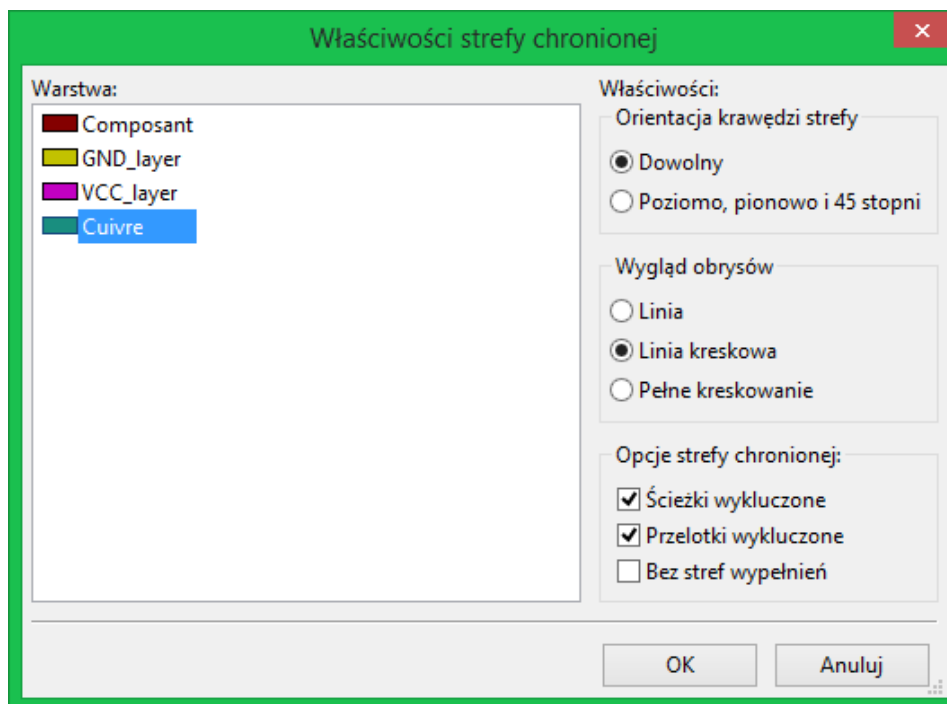 Właściwości strefy chronionej
Warstwa:
Composant
GND_layer
VCC_layer
Cuivre
Właściwości:
Orientacja krawędzi strefy
Dowolny
Poziomo, pionowo i 45 stopni
Wygląd obrysów
Linia
Linia kreskowa
Pełne kreskowanie
Opcje strefy chronionej:
Ścieżki wykluczone
Przelotki wykluczone
Bez stref wypełnień
OK
Anuluj